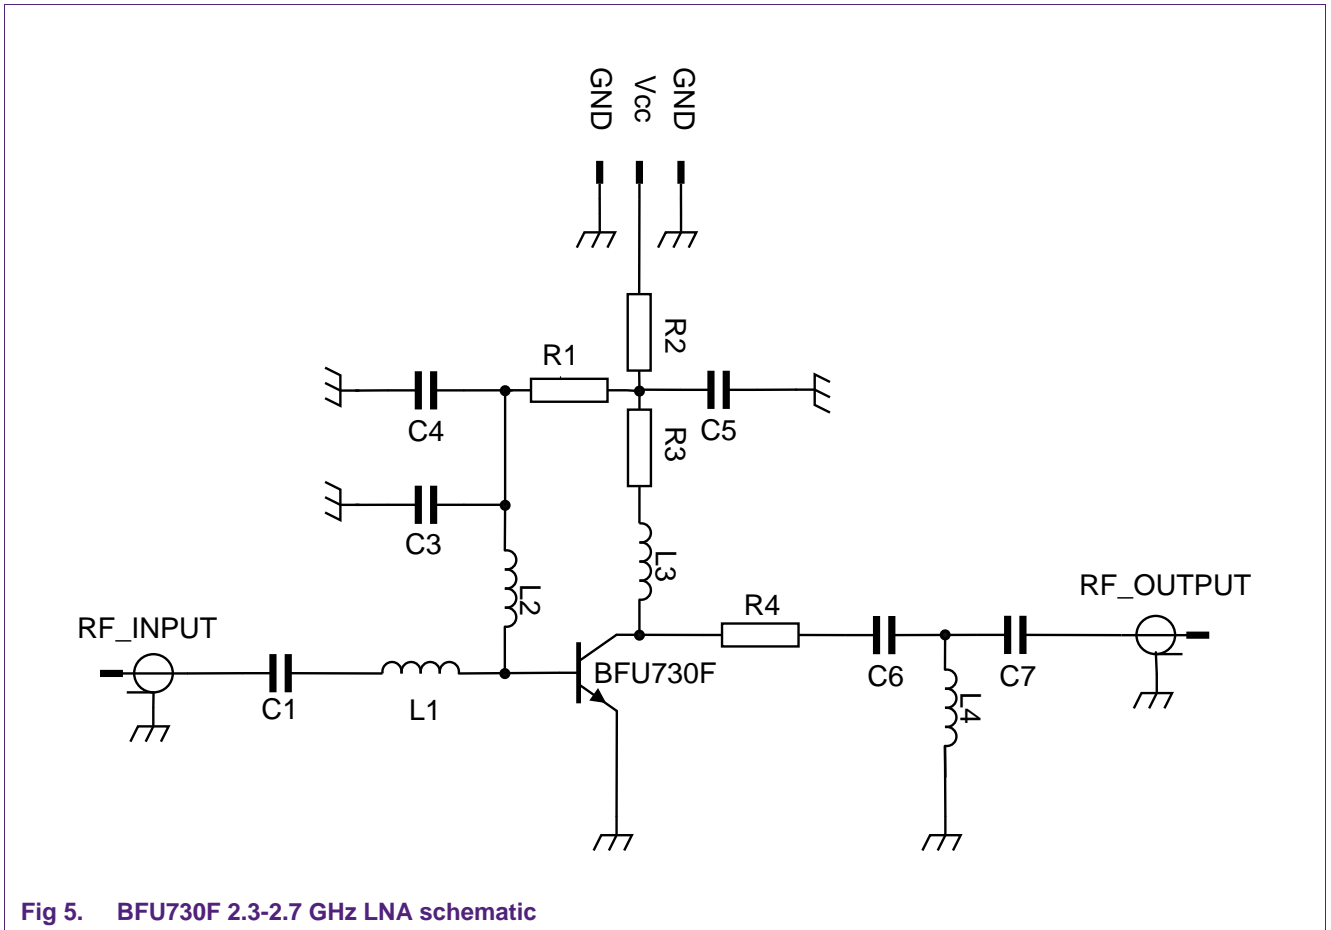 GND
Vcc
GND
R2
R1
C4
R3
C5
C3
L3
L2
RF_OUTPUT
R4
RF_INPUT
BFU730F
C6
C7
C1
L1
L4
Fig 5. BFU730F 2.3-2.7 GHz LNA schematic